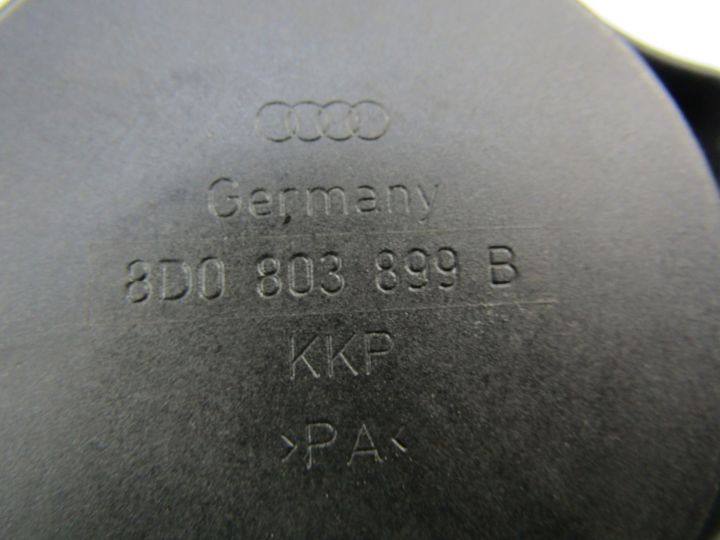 Germany
8D0 803 899 B
KKP
>PA<